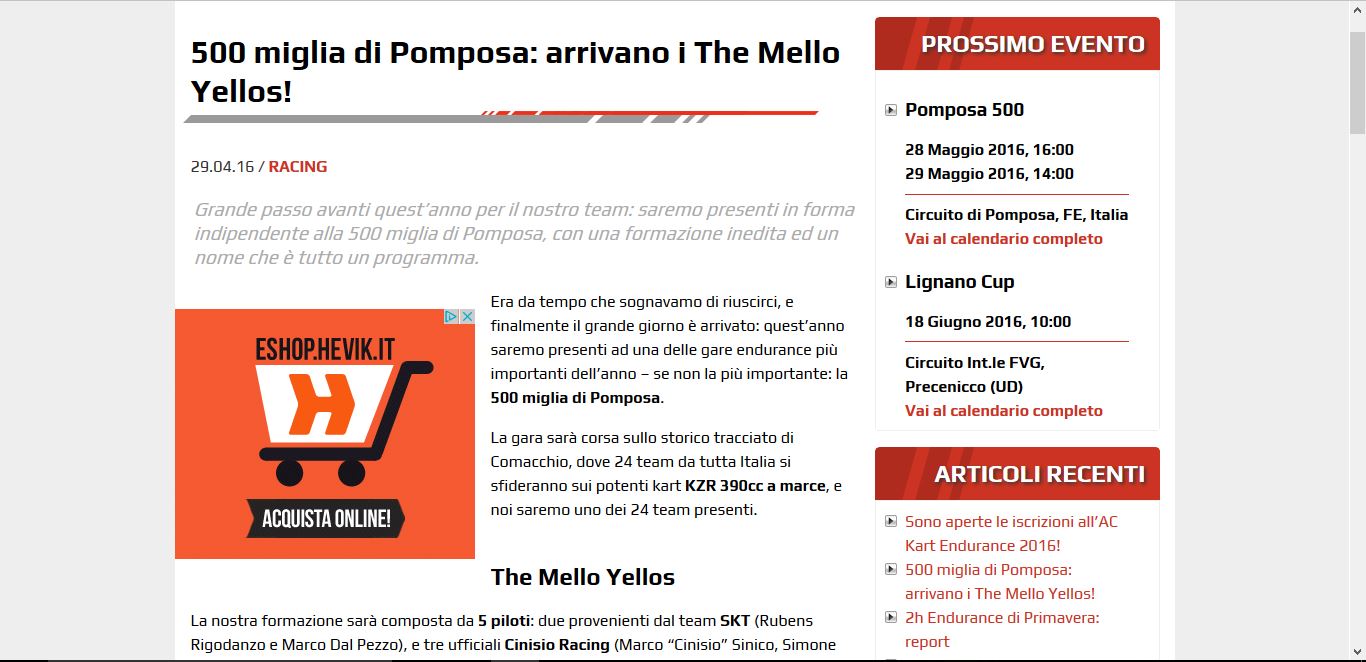 500 miglia di Pomposa: arrivano i The Mello
Yellos!
29.04.16 / RACING
Grande passo avanti quest'anno per il nostro team: saremo presenti in forma
indipendente alla 500 miglia di Pomposa, con una formazione inedita ed un
nome che è tutto un programma.
ESHOP.HEVIK.IT
H
ACQUISTA ONLINE!
Era da tempo che sognavamo di riuscirci, e
finalmente il grande giorno è arrivato: quest'anno
saremo presenti ad una delle gare endurance più
importanti dell'anno – se non la più importante: la
500 miglia di Pomposa.
La gara sarà corsa sullo storico tracciato di
Comacchio, dove 24 team da tutta Italia si
sfideranno sui potenti kart KZR 390cc a marce, e
noi saremo uno dei 24 team presenti.
The Mello Yellos
La nostra formazione sarà composta da 5 piloti: due provenienti dal team SKT (Rubens
Rigodanzo e Marco Dal Pezzo), e tre ufficiali Cinisio Racing (Marco “Cinisio” Sinico, Simone
PROSSIMO EVENTO
Pomposa 500
28 Maggio 2016, 16:00
29 Maggio 2016, 14:00
Circuito di Pomposa, FE, Italia
Vai al calendario completo
Lignano Cup
18 Giugno 2016, 10:00
Circuito Int.le FVG,
Precenicco (UD)
Vai al calendario completo
ARTICOLI RECENTI
Sono aperte le iscrizioni all'AC
Kart Endurance 2016!
500 miglia di Pomposa:
arrivano i The Mello Yellos!
2h Endurance di Primavera:
report